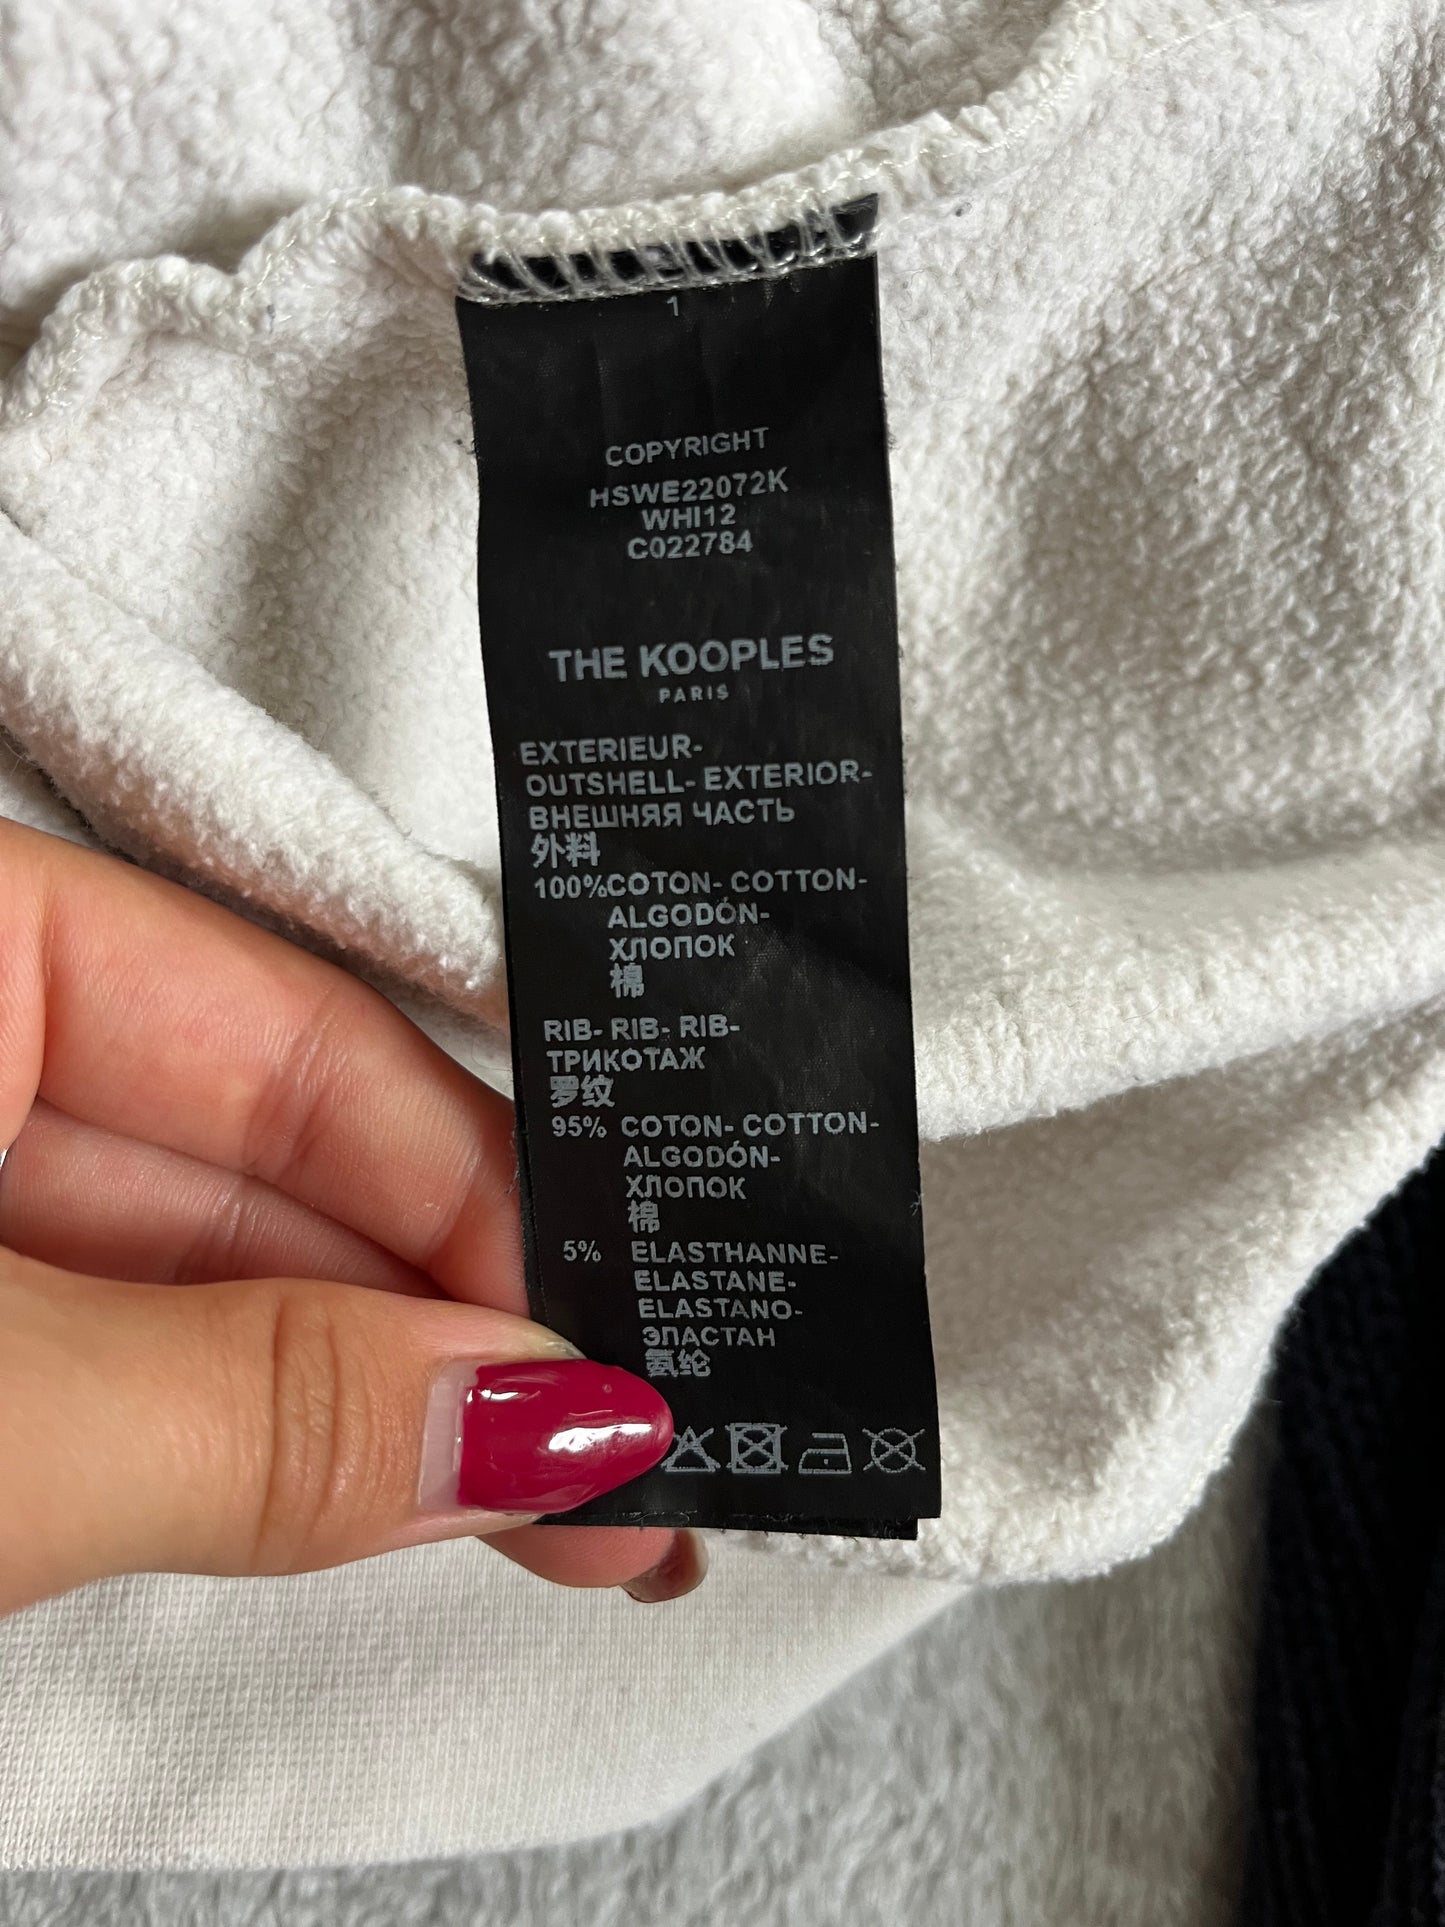 1
COPYRIGHT
HSWE22072K
WHI12
C022784
THE KOOPLES
PARIS
EXTERIEUR-
OUTSHELL- EXTERIOR-
ВНЕШНЯЯ ЧАСТЬ
外料
100%COTON- COTTON-
ALGODÓN-
ХЛОПОК
棉
RIB- RIB- RIB-
ТРИКОТАЖ
罗纹
95% COTON- COTTON-
ALGODÓN-
ХЛОПОК
棉
5% ELASTHANNE-
ELASTANE-
ELASTANO-
ЭЛАСТАН
氨纶